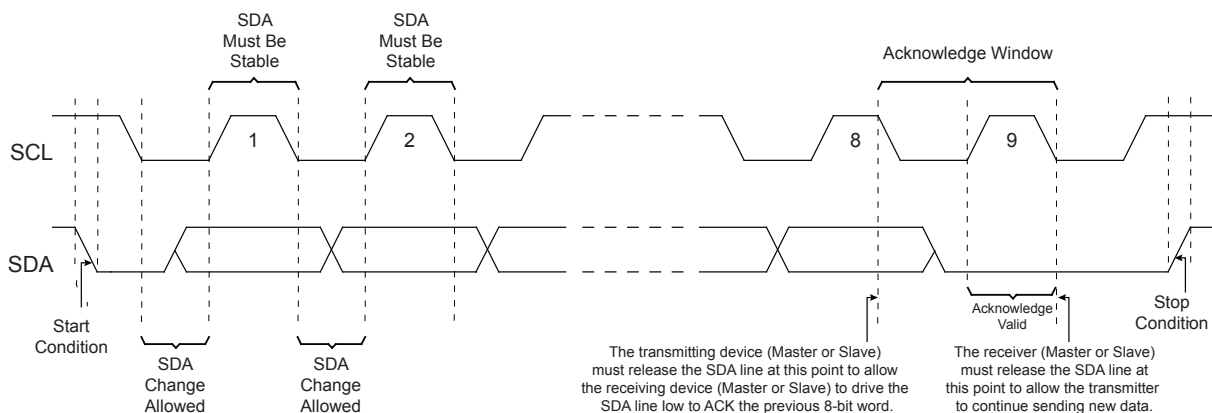 SDA
Must Be
Stable
SDA
Must Be
Stable
Acknowledge Window
SCL
1
2
8
9
SDA
Start
Condition
SDA
Change
Allowed
SDA
Change
Allowed
The transmitting device (Master or Slave)
must release the SDA line at this point to allow
the receiving device (Master or Slave) to drive the
SDA line low to ACK the previous 8-bit word.
Acknowledge
Valid
The receiver (Master or Slave)
must release the SDA line at
this point to allow the transmitter
to continue sending new data.
Stop
Condition